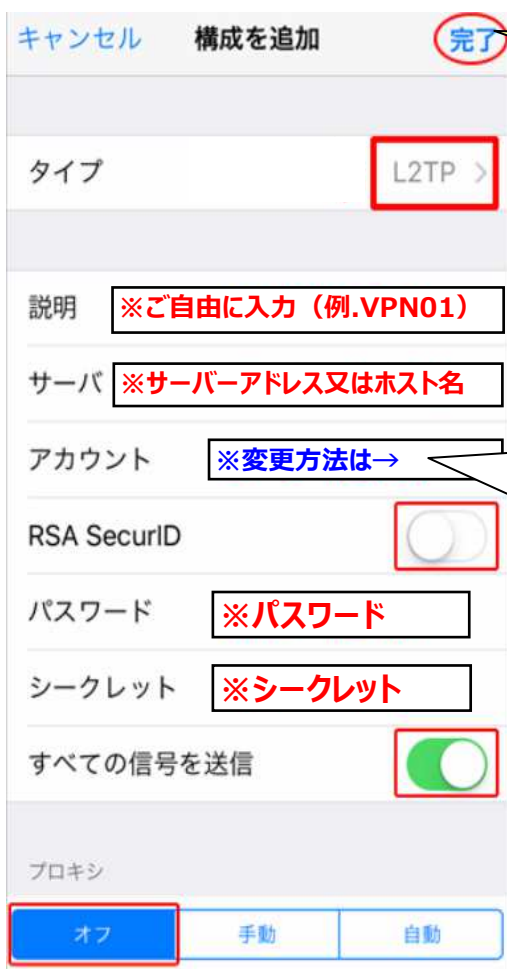 キャンセル 構成を追加 完了
タイプ L2TP >
説明 ※ご自由に入力（例.VPN01）
サーバ ※サーバーアドレス又はホスト名
アカウント ※変更方法は→
RSA SecurID
パスワード ※パスワード
シークレット ※シークレット
すべての信号を送信
プロキシ
オフ 手動 自動